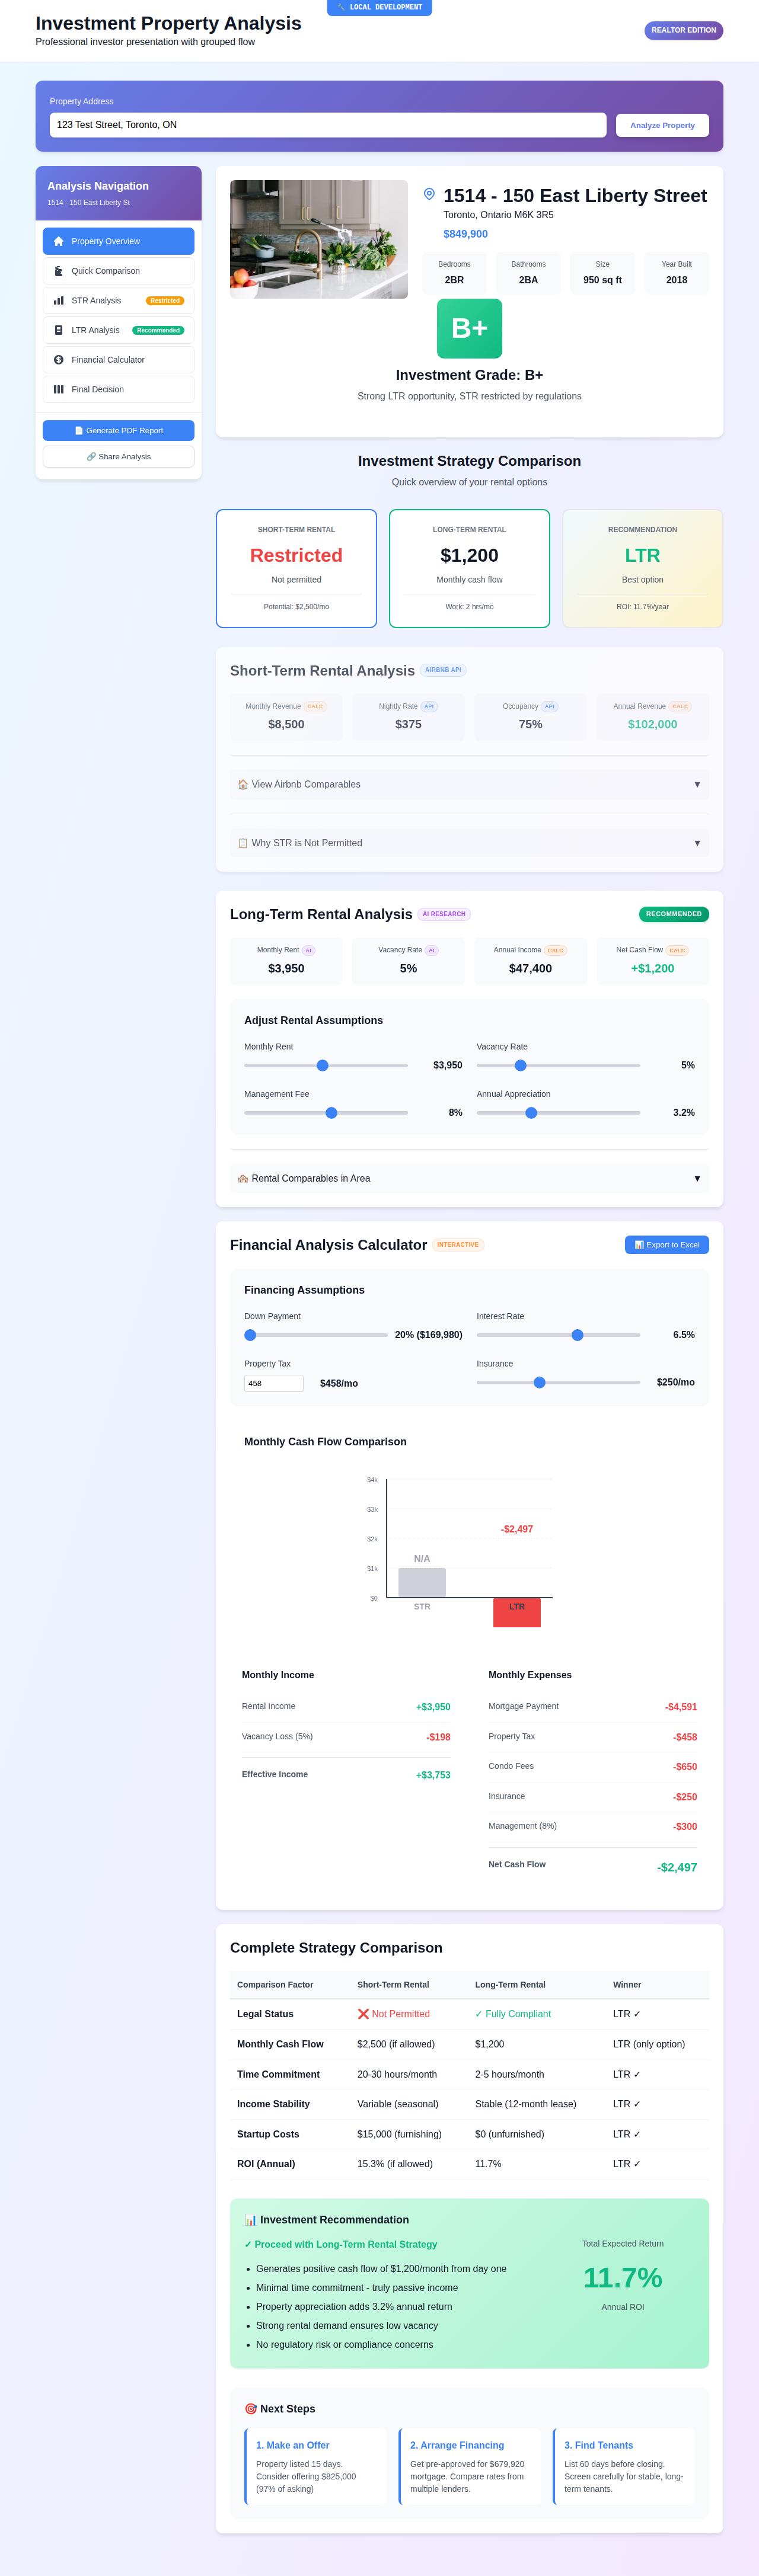 🔧 LOCAL DEVELOPMENT
Investment Property Analysis
Professional investor presentation with grouped flow
REALTOR EDITION
Property Address
123 Test Street, Toronto, ON
Analyze Property
Analysis Navigation
1514 - 150 East Liberty St
Property Overview
Quick Comparison
STR Analysis Restricted
LTR Analysis Recommended
Financial Calculator
Final Decision
📄 Generate PDF Report
🔗 Share Analysis
1514 - 150 East Liberty Street
Toronto, Ontario M6K 3R5
$849,900
Bedrooms
2BR
Bathrooms
2BA
Size
950 sq ft
Year Built
2018
B+
Investment Grade: B+
Strong LTR opportunity, STR restricted by regulations
Investment Strategy Comparison
Quick overview of your rental options
SHORT-TERM RENTAL
Restricted
Not permitted
Potential: $2,500/mo
LONG-TERM RENTAL
$1,200
Monthly cash flow
Work: 2 hrs/mo
RECOMMENDATION
LTR
Best option
ROI: 11.7%/year
Short-Term Rental Analysis AIRBNB API
Monthly Revenue CALC
$8,500
Nightly Rate API
$375
Occupancy API
75%
Annual Revenue CALC
$102,000
🏠 View Airbnb Comparables ▼
📋 Why STR is Not Permitted ▼
Long-Term Rental Analysis AI RESEARCH
RECOMMENDED
Monthly Rent AI
$3,950
Vacancy Rate AI
5%
Annual Income CALC
$47,400
Net Cash Flow CALC
+$1,200
Adjust Rental Assumptions
Monthly Rent
$3,950
Vacancy Rate
5%
Management Fee
8%
Annual Appreciation
3.2%
🏘️ Rental Comparables in Area ▼
Financial Analysis Calculator INTERACTIVE
📊 Export to Excel
Financing Assumptions
Down Payment
20% ($169,980)
Interest Rate
6.5%
Property Tax
458
$458/mo
Insurance
$250/mo
Monthly Cash Flow Comparison
$4k
$3k
$2k
$1k
$0
N/A
STR
-$2,497
LTR
Monthly Income
Rental Income +$3,950
Vacancy Loss (5%) -$198
Effective Income +$3,753
Monthly Expenses
Mortgage Payment -$4,591
Property Tax -$458
Condo Fees -$650
Insurance -$250
Management (8%) -$300
Net Cash Flow -$2,497
Complete Strategy Comparison
Comparison Factor Short-Term Rental Long-Term Rental Winner
Legal Status ❌ Not Permitted ✓ Fully Compliant LTR ✓
Monthly Cash Flow $2,500 (if allowed) $1,200 LTR (only option)
Time Commitment 20-30 hours/month 2-5 hours/month LTR ✓
Income Stability Variable (seasonal) Stable (12-month lease) LTR ✓
Startup Costs $15,000 (furnishing) $0 (unfurnished) LTR ✓
ROI (Annual) 15.3% (if allowed) 11.7% LTR ✓
📊 Investment Recommendation
✓ Proceed with Long-Term Rental Strategy
• Generates positive cash flow of $1,200/month from day one
• Minimal time commitment - truly passive income
• Property appreciation adds 3.2% annual return
• Strong rental demand ensures low vacancy
• No regulatory risk or compliance concerns
Total Expected Return
11.7%
Annual ROI
🎯 Next Steps
1. Make an Offer
Property listed 15 days.
Consider offering $825,000
(97% of asking)
2. Arrange Financing
Get pre-approved for $679,920
mortgage. Compare rates from
multiple lenders.
3. Find Tenants
List 60 days before closing.
Screen carefully for stable, long-
term tenants.